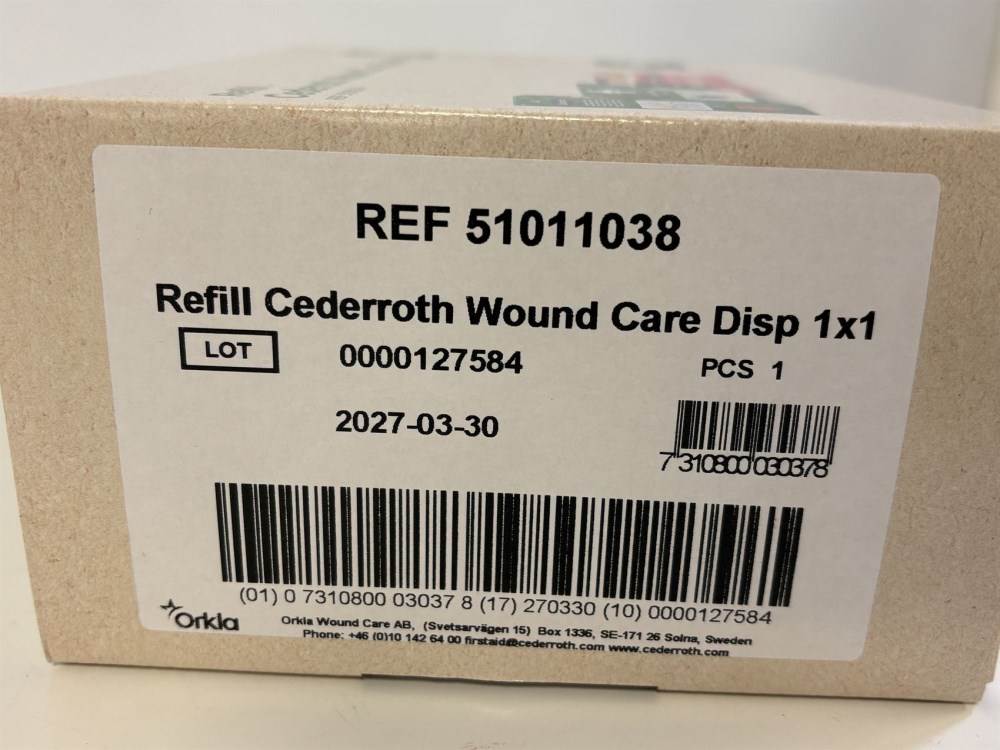 REF 51011038
Refill Cederroth Wound Care Disp 1x1
LOT 0000127584 PCS 1
2027-03-30
7 310800 030378
(01) 0 7310800 03037 8 (17) 270330 (10) 0000127584
Orkla
Orkla Wound Care AB, (Svetsarvägen 15) Box 1336, SE-171 26 Solna, Sweden
Phone: +46 (0)10 142 64 00 firstaid@cederroth.com www.cederroth.com